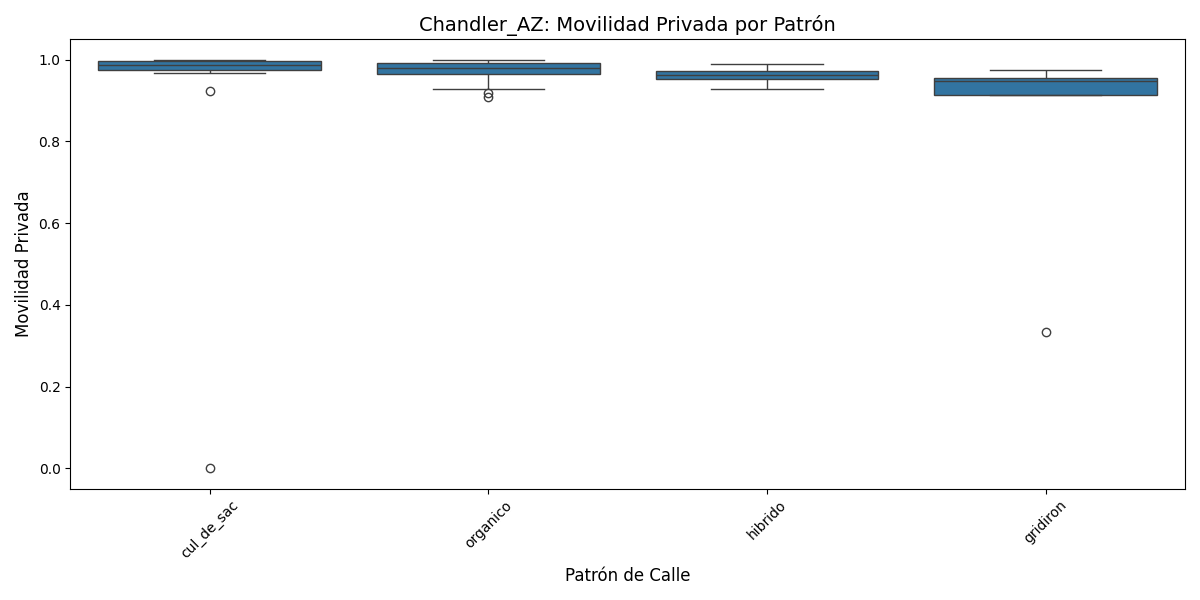 Chandler_AZ: Movilidad Privada por Patrón
Movilidad Privada
1.0
0.8
0.6
0.4
0.2
0.0
cul_de_sac
organico
hibrido
gridiron
Patrón de Calle